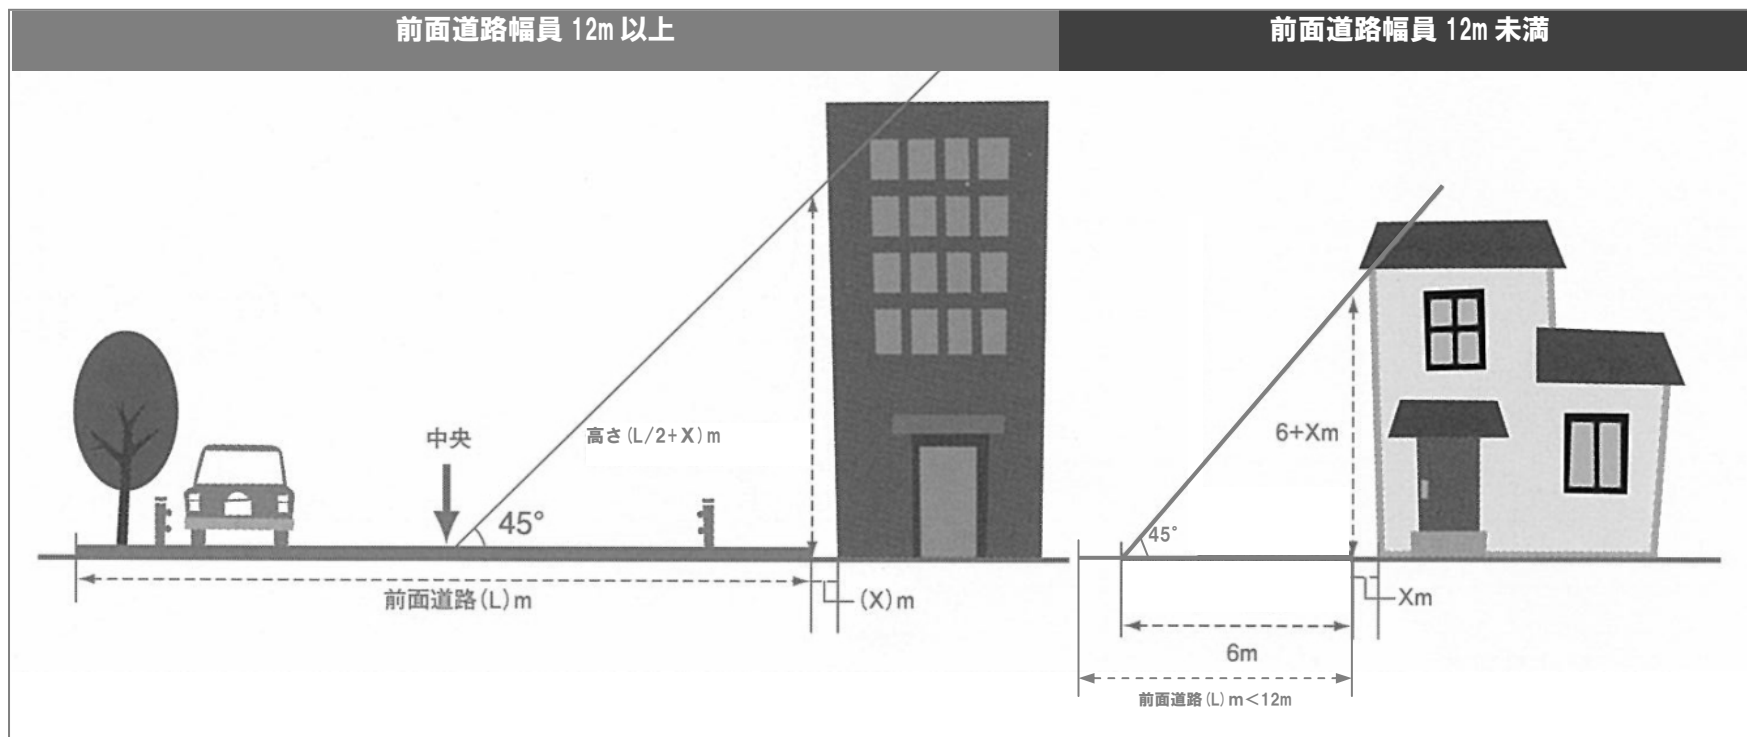 前面道路幅員 12m 以上
前面道路幅員 12m 未満
中央
高さ(L/2+X)m
45°
前面道路(L)m
(X)m
6+Xm
45°
Xm
6m
前面道路(L)m<12m